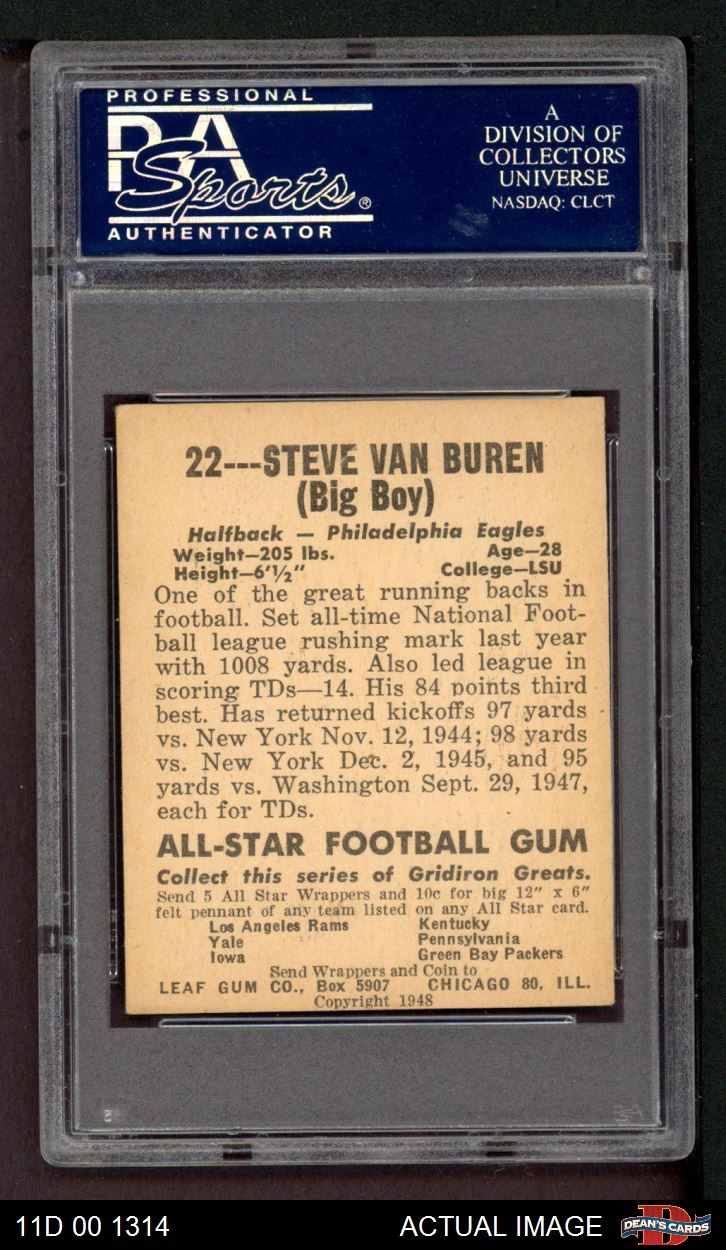 PROFESSIONAL
PSA
Sports®
AUTHENTICATOR
A
DIVISION OF
COLLECTORS
UNIVERSE
NASDAQ: CLCT
22---STEVE VAN BUREN
(Big Boy)
Halfback — Philadelphia Eagles
Weight—205 lbs. Age—28
Height—6'½" College—LSU
One of the great running backs in
football. Set all-time National Foot-
ball league rushing mark last year
with 1008 yards. Also led league in
scoring TDs—14. His 84 points third
best. Has returned kickoffs 97 yards
vs. New York Nov. 12, 1944; 98 yards
vs. New York Dec. 2, 1945, and 95
yards vs. Washington Sept. 29, 1947,
each for TDs.
ALL-STAR FOOTBALL GUM
Collect this series of Gridiron Greats.
Send 5 All Star Wrappers and 10c for big 12" x 6"
felt pennant of any team listed on any All Star card.
Los Angeles Rams Kentucky
Yale Pennsylvania
Iowa Green Bay Packers
Send Wrappers and Coin to
LEAF GUM CO., Box 5907 CHICAGO 80, ILL.
Copyright 1948
11D 00 1314 ACTUAL IMAGE DEAN'S CARDS